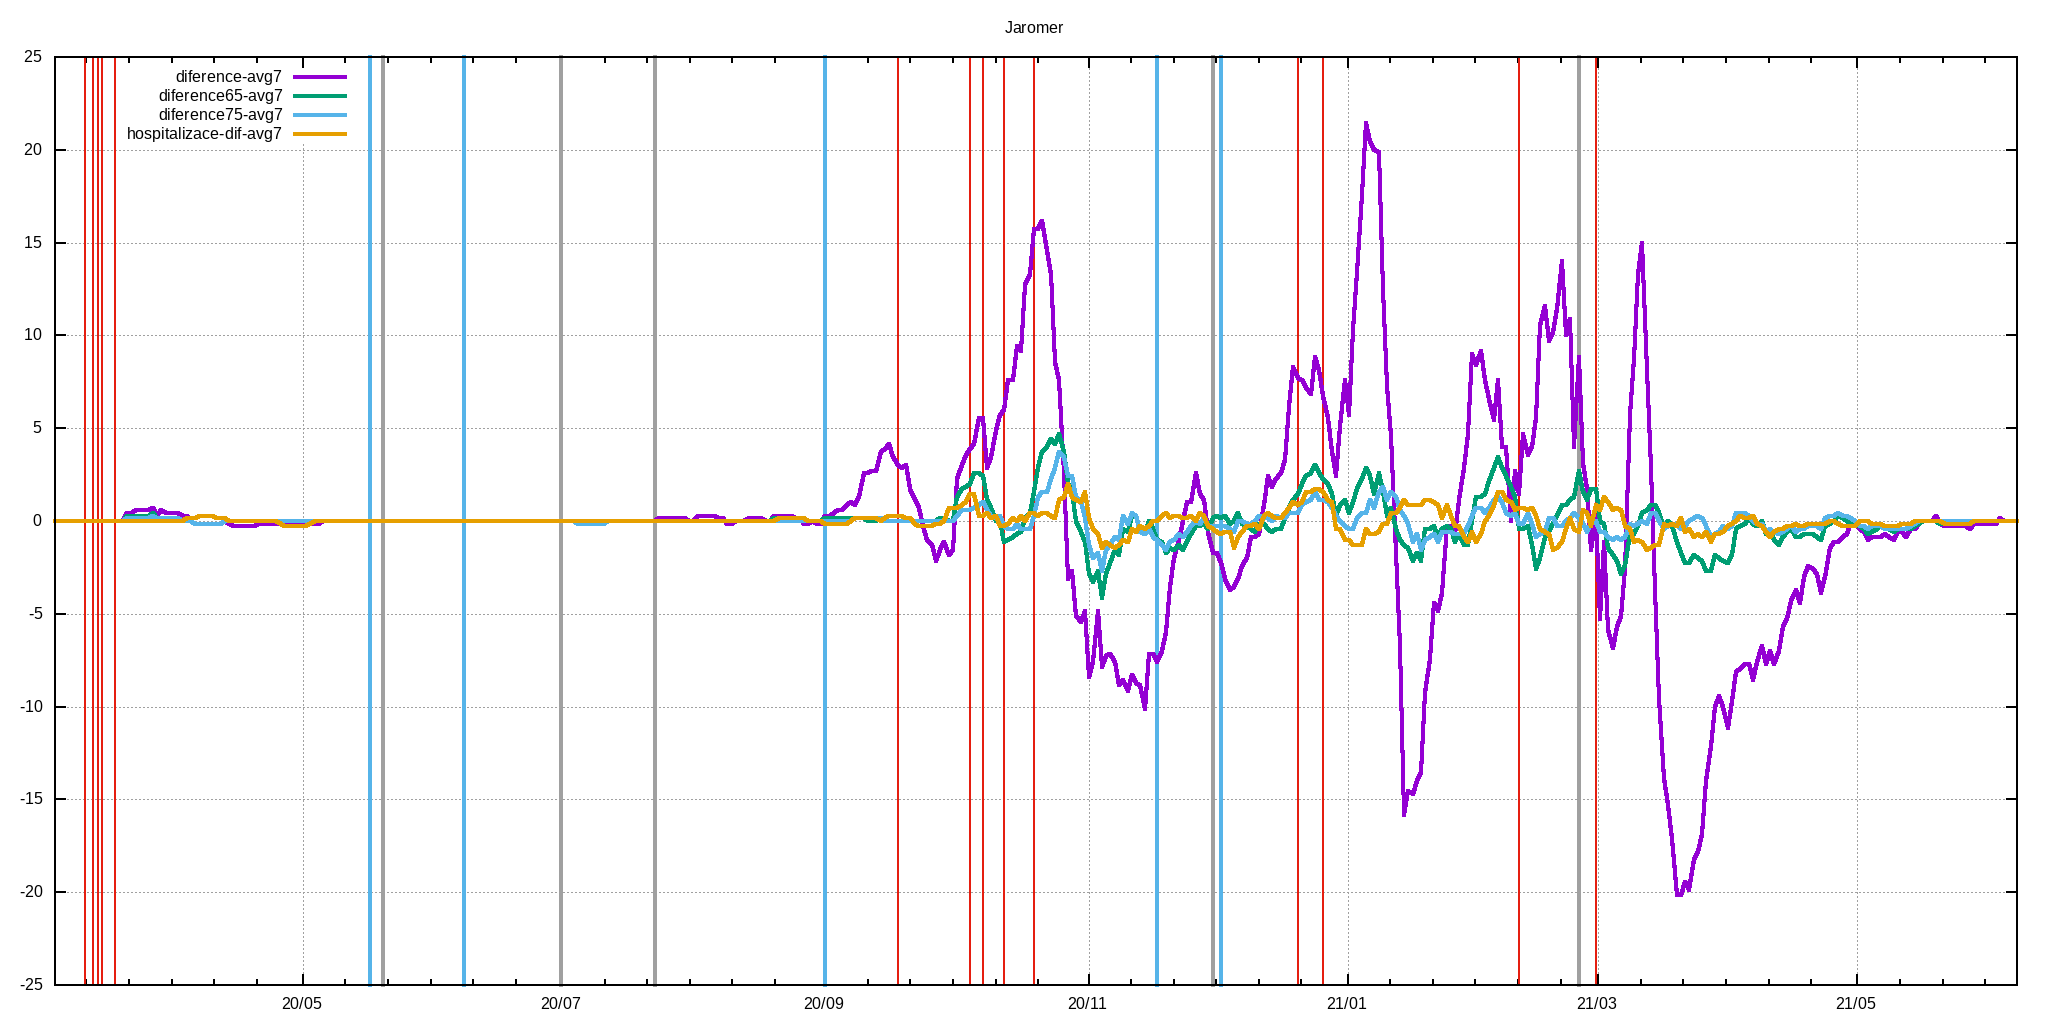 Jaromer
25
diference-avg7
diference65-avg7
diference75-avg7
hospitalizace-dif-avg7
20
15
10
5
0
-5
-10
-15
-20
-25
20/05 20/07 20/09 20/11 21/01 21/03 21/05